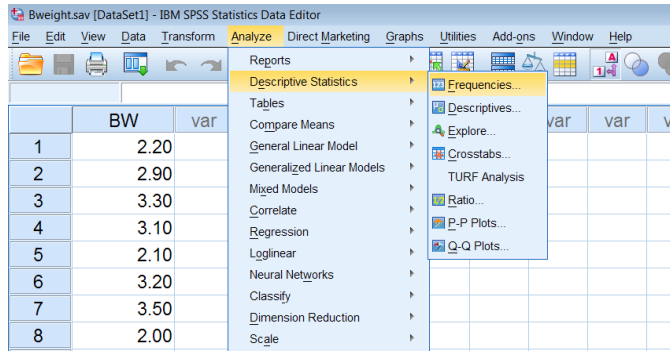 Bweight.sav [DataSet1] - IBM SPSS Statistics Data Editor
File Edit View Data Transform Analyze Direct Marketing Graphs Utilities Add-ons Window Help
Reports
Descriptive Statistics
Tables
Compare Means
General Linear Model
Generalized Linear Models
Mixed Models
Correlate
Regression
Loglinear
Neural Networks
Classify
Dimension Reduction
Scale
Frequencies...
Descriptives...
Explore...
Crosstabs...
TURF Analysis
Ratio...
P-P Plots...
Q-Q Plots...
BW var var var
1 2.20
2 2.90
3 3.30
4 3.10
5 2.10
6 3.20
7 3.50
8 2.00